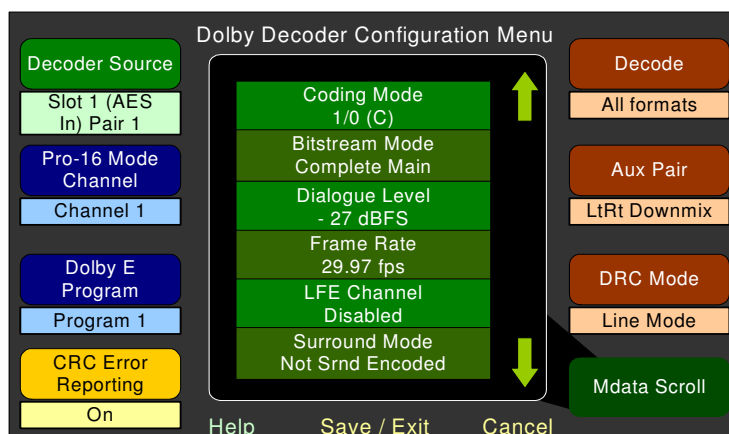 Dolby Decoder Configuration Menu
Decoder Source
Slot 1 (AES
In) Pair 1
Pro-16 Mode
Channel
Channel 1
Dolby E
Program
Program 1
CRC Error
Reporting
On
Coding Mode
1/0 (C)
Bitstream Mode
Complete Main
Dialogue Level
- 27 dBFS
Frame Rate
29.97 fps
LFE Channel
Disabled
Surround Mode
Not Srnd Encoded
Decode
All formats
Aux Pair
LtRt Downmix
DRC Mode
Line Mode
Mdata Scroll
Help
Save / Exit
Cancel